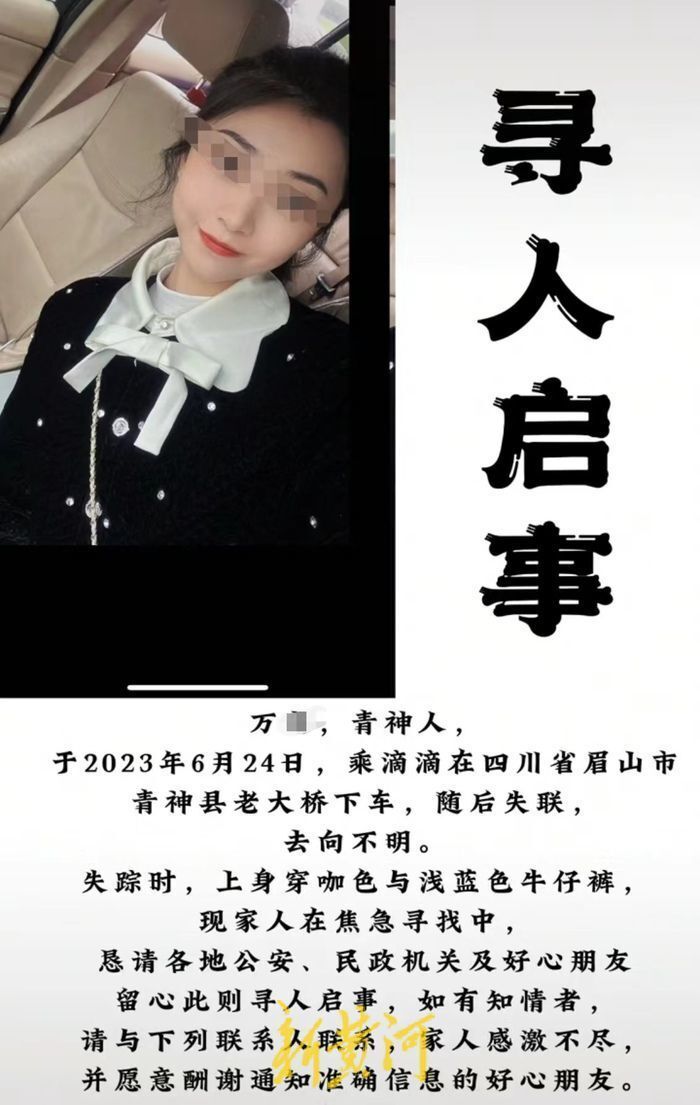 寻人启事
万 ，青神人，
于2023年6月24日，乘滴滴在四川省眉山市
青神县老大桥下车，随后失联，
去向不明。
失踪时，上身穿咖色与浅蓝色牛仔裤，
现家人在焦急寻找中，
恳请各地公安、民政机关及好心朋友
留心此则寻人启事，如有知情者，
请与下列联系人联系，家人感激不尽，
并愿意酬谢通知准确信息的好心朋友。
新黄河